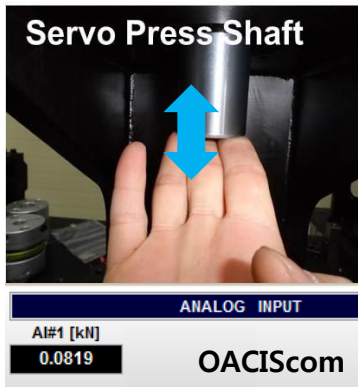 Servo Press Shaft
ANALOG INPUT
AI#1 [kN]
0.0819
OACIScom